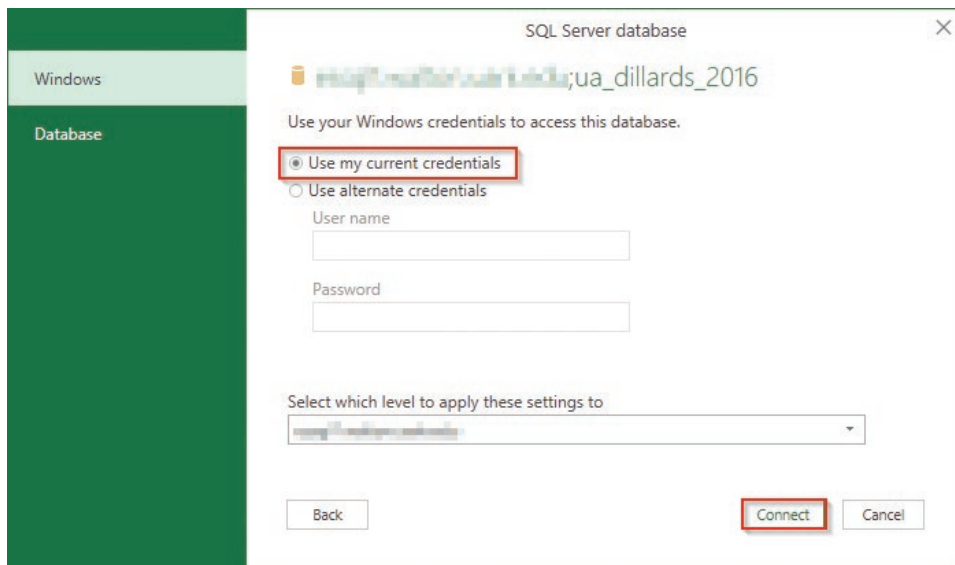 SQL Server database
Windows
Database
;ua_dillards_2016
Use your Windows credentials to access this database.
Use my current credentials
Use alternate credentials
User name
Password
Select which level to apply these settings to
Back
Connect
Cancel